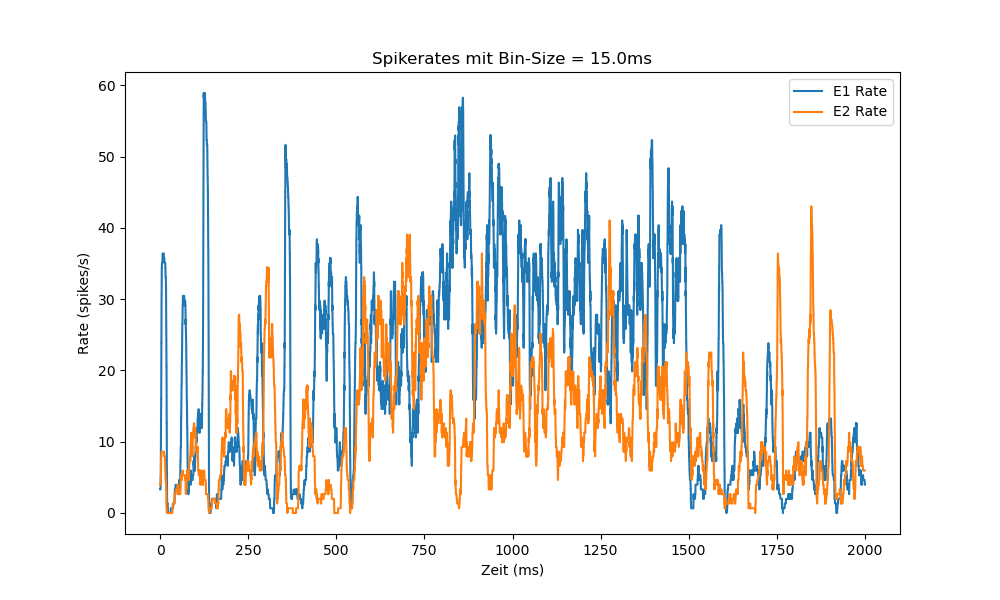 Spikerates mit Bin-Size = 15.0ms
E1 Rate
E2 Rate
Rate (spikes/s)
60
50
40
30
20
10
0
0 250 500 750 1000 1250 1500 1750 2000
Zeit (ms)